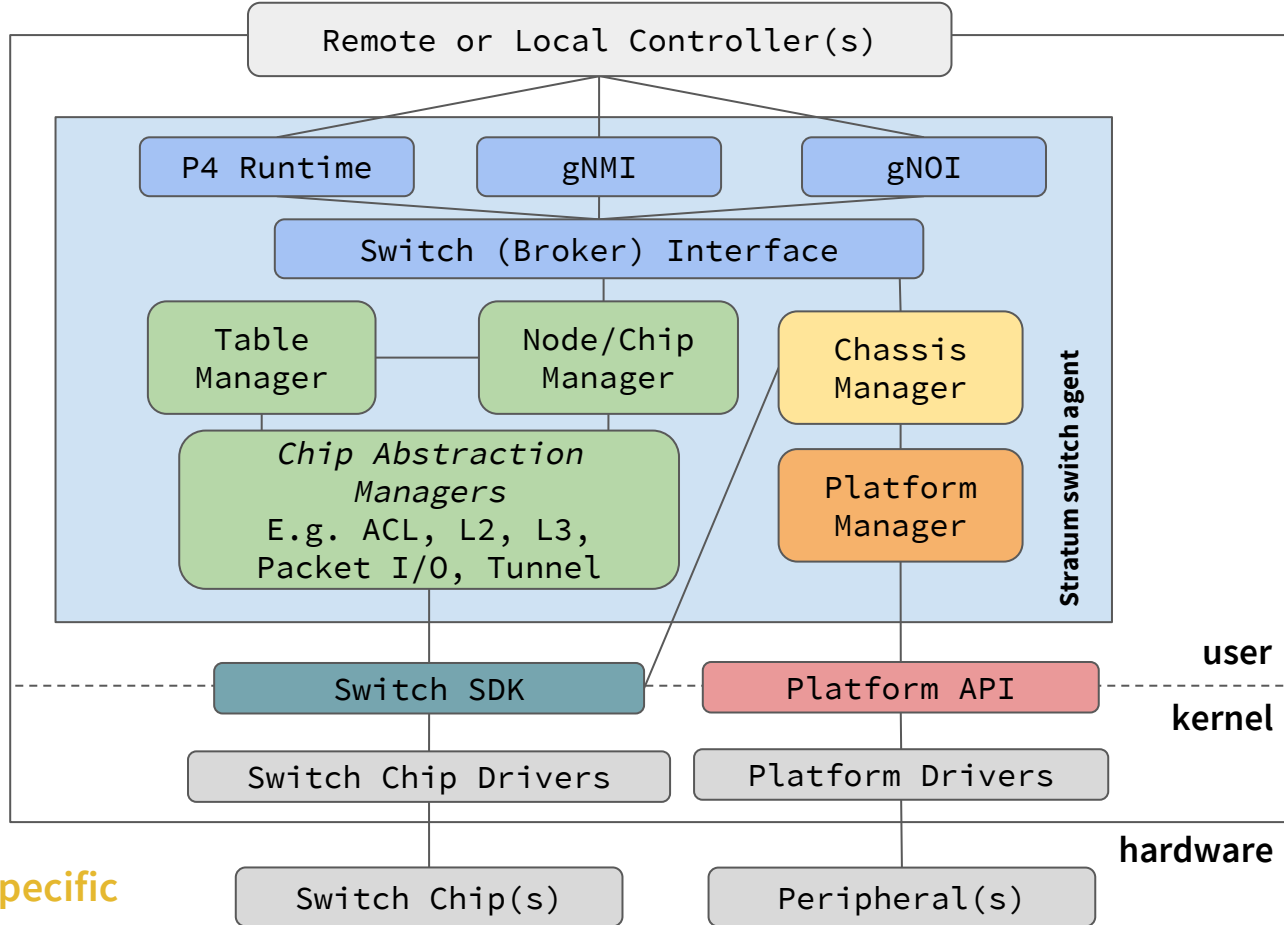 Remote or Local Controller(s)
P4 Runtime
gNMI
gNOI
Switch (Broker) Interface
Table
Manager
Node/Chip
Manager
Chassis
Manager
Chip Abstraction
Managers
E.g. ACL, L2, L3,
Packet I/O, Tunnel
Platform
Manager
Stratum switch agent
user
Switch SDK
Platform API
kernel
Switch Chip Drivers
Platform Drivers
hardware
pecific
Switch Chip(s)
Peripheral(s)